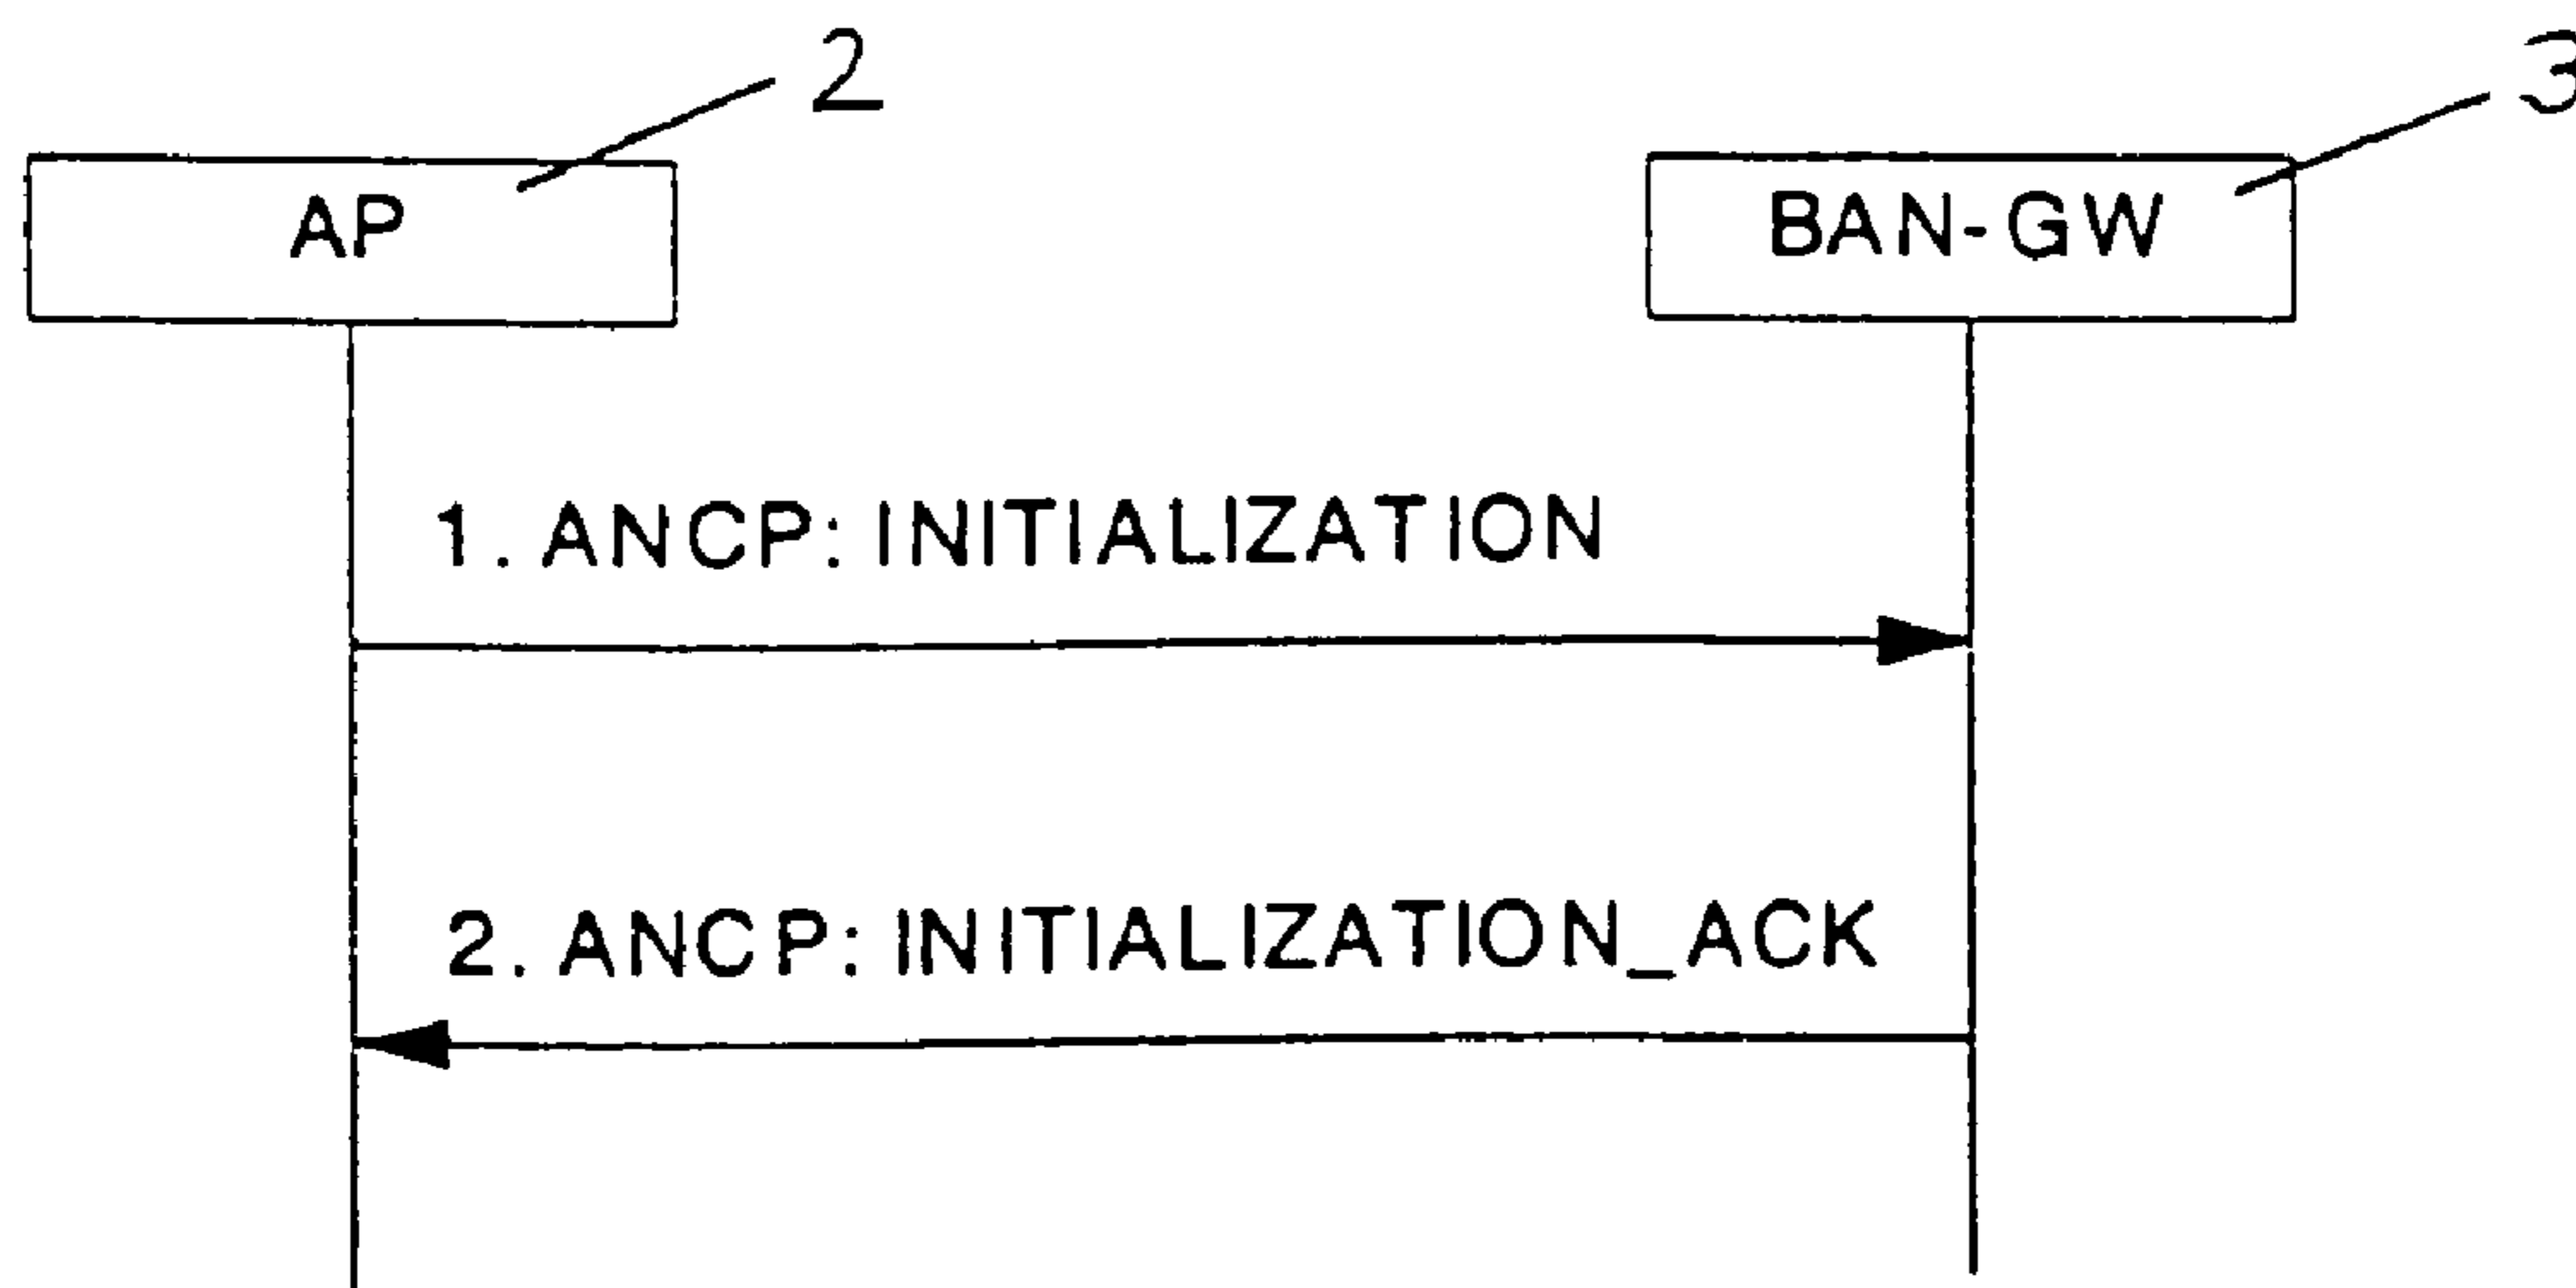 2
3
AP
BAN-GW
1. ANCP: INITIALIZATION
2. ANCP: INITIALIZATION_ACK